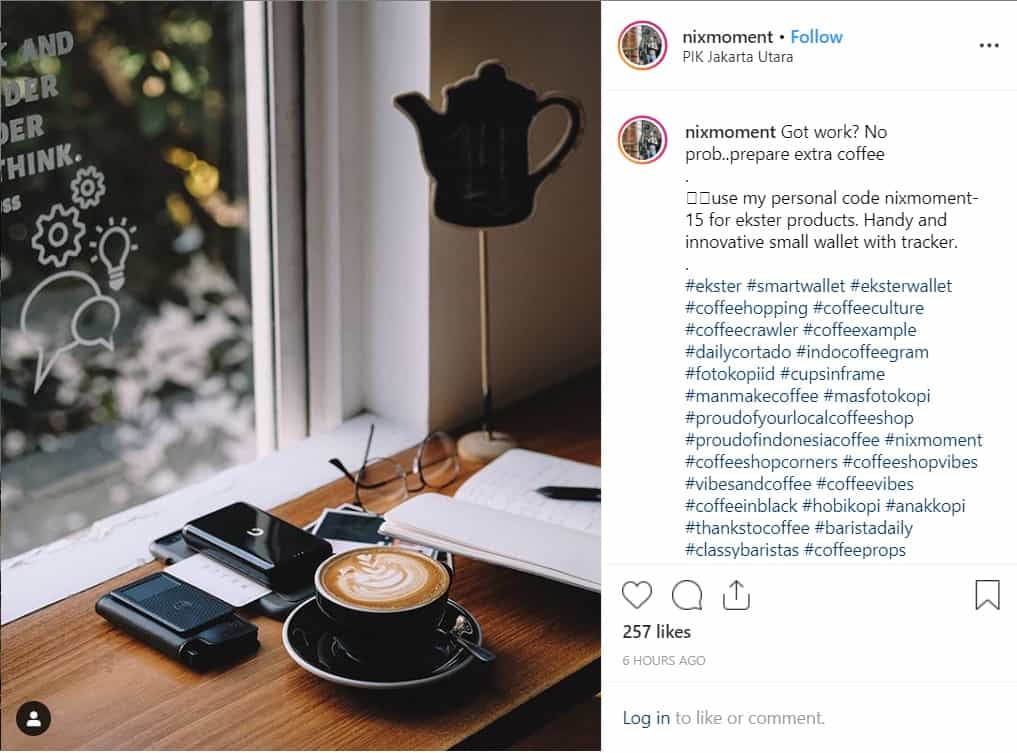 AND
DER
DER
THINK.
nixmoment • Follow
PIK Jakarta Utara
nixmoment Got work? No
prob..prepare extra coffee
.
use my personal code nixmoment-
15 for ekster products. Handy and
innovative small wallet with tracker.
.
#ekster #smartwallet #eksterwallet
#coffeehopping #coffeeculture
#coffeecrawler #coffeexample
#dailycortado #indocoffeegram
#fotokopiid #cupsinframe
#manmakecoffee #masfotokopi
#proudofyourlocalcoffeeshop
#proudofindonesiacoffee #nixmoment
#coffeeshopcorners #coffeeshopvibes
#vibesandcoffee #coffeevibes
#coffeeinblack #hobikopi #anakkopi
#thankstocoffee #baristadaily
#classybaristas #coffeeprops
257 likes
6 HOURS AGO
Log in to like or comment.